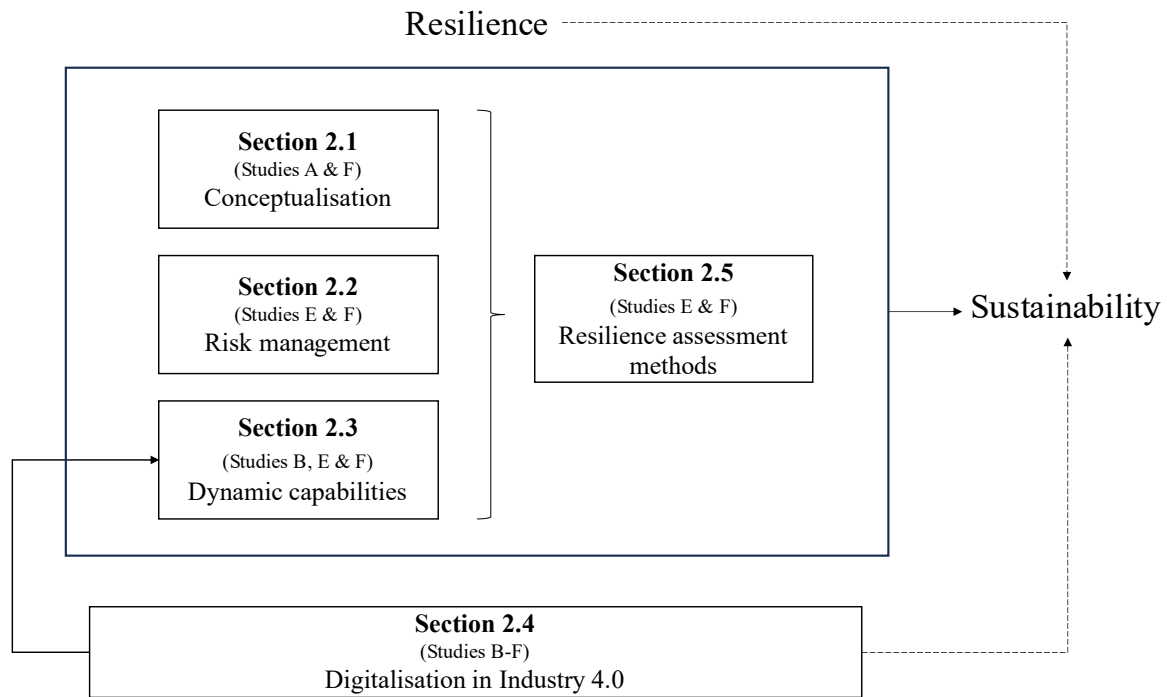 Resilience
Section 2.1
(Studies A & F)
Conceptualisation
Section 2.2
(Studies E & F)
Risk management
Section 2.3
(Studies B, E & F)
Dynamic capabilities
Section 2.5
(Studies E & F)
Resilience assessment
methods
Sustainability
Section 2.4
(Studies B-F)
Digitalisation in Industry 4.0